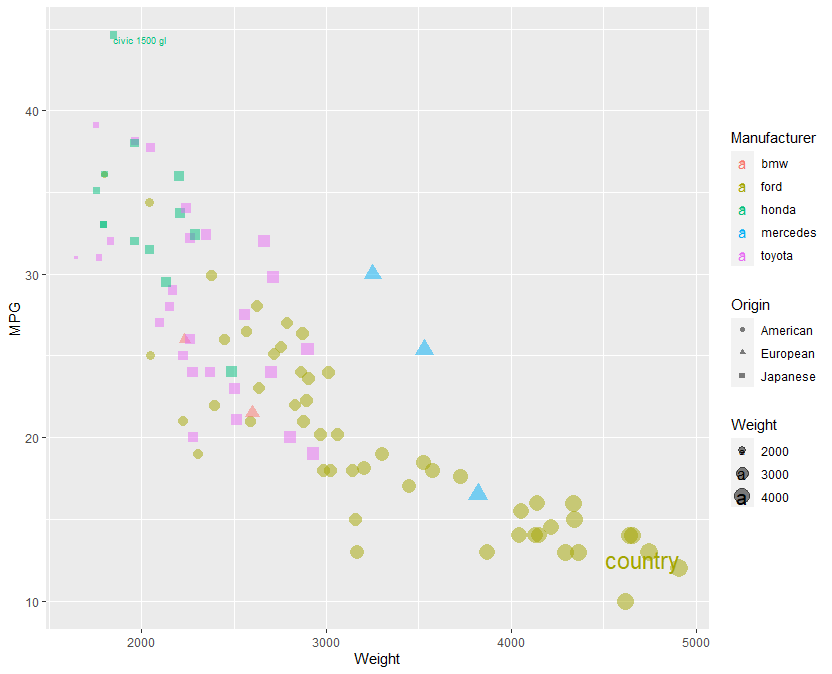 civic 1500 gl
40
30
20
10
MPG
country
2000
3000
4000
5000
Weight
Manufacturer
a bmw
a ford
a honda
a mercedes
a toyota
Origin
American
European
Japanese
Weight
a 2000
a 3000
a 4000